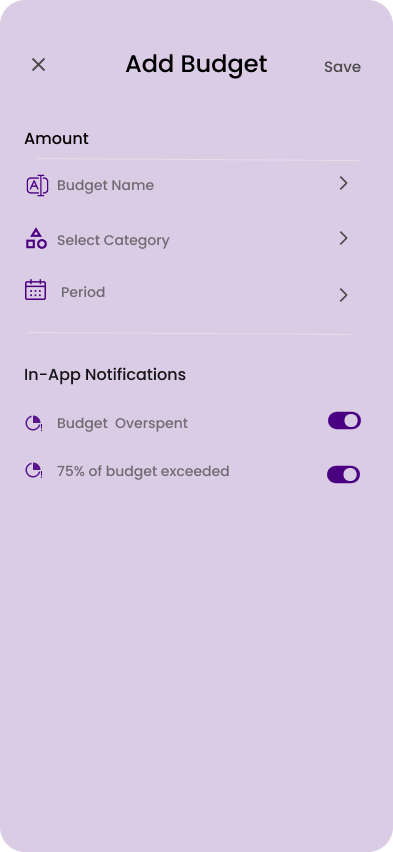 Add Budget
Save
Amount
Budget Name
Select Category
Period
In-App Notifications
Budget Overspent
75% of budget exceeded